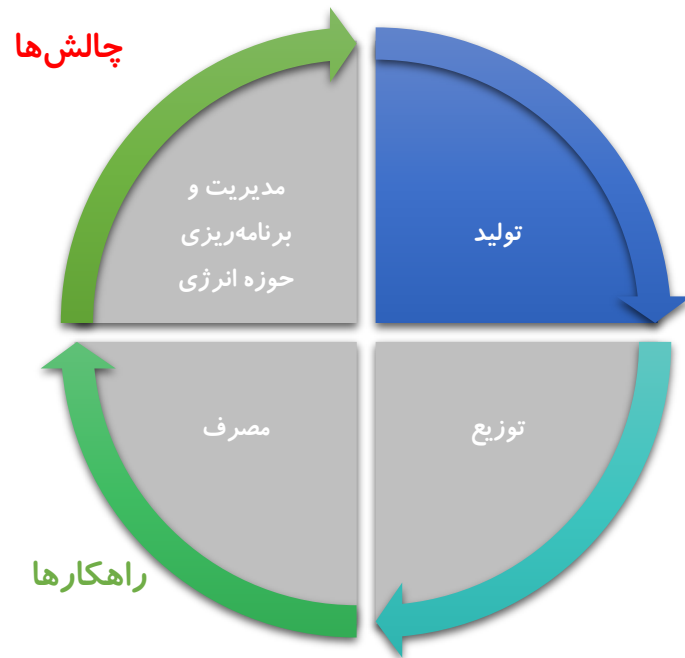 چالش‌ها
مدیریت و
برنامه‌ریزی
حوزه انرژی
تولید
مصرف
توزیع
راهکارها